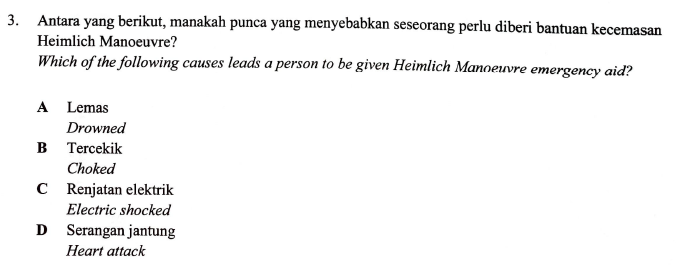 3. Antara yang berikut, manakah punca yang menyebabkan seseorang perlu diberi bantuan kecemasan
Heimlich Manoeuvre?
Which of the following causes leads a person to be given Heimlich Manoeuvre emergency aid?
A Lemas
Drowned
B Tercekik
Choked
C Renjatan elektrik
Electric shocked
D Serangan jantung
Heart attack